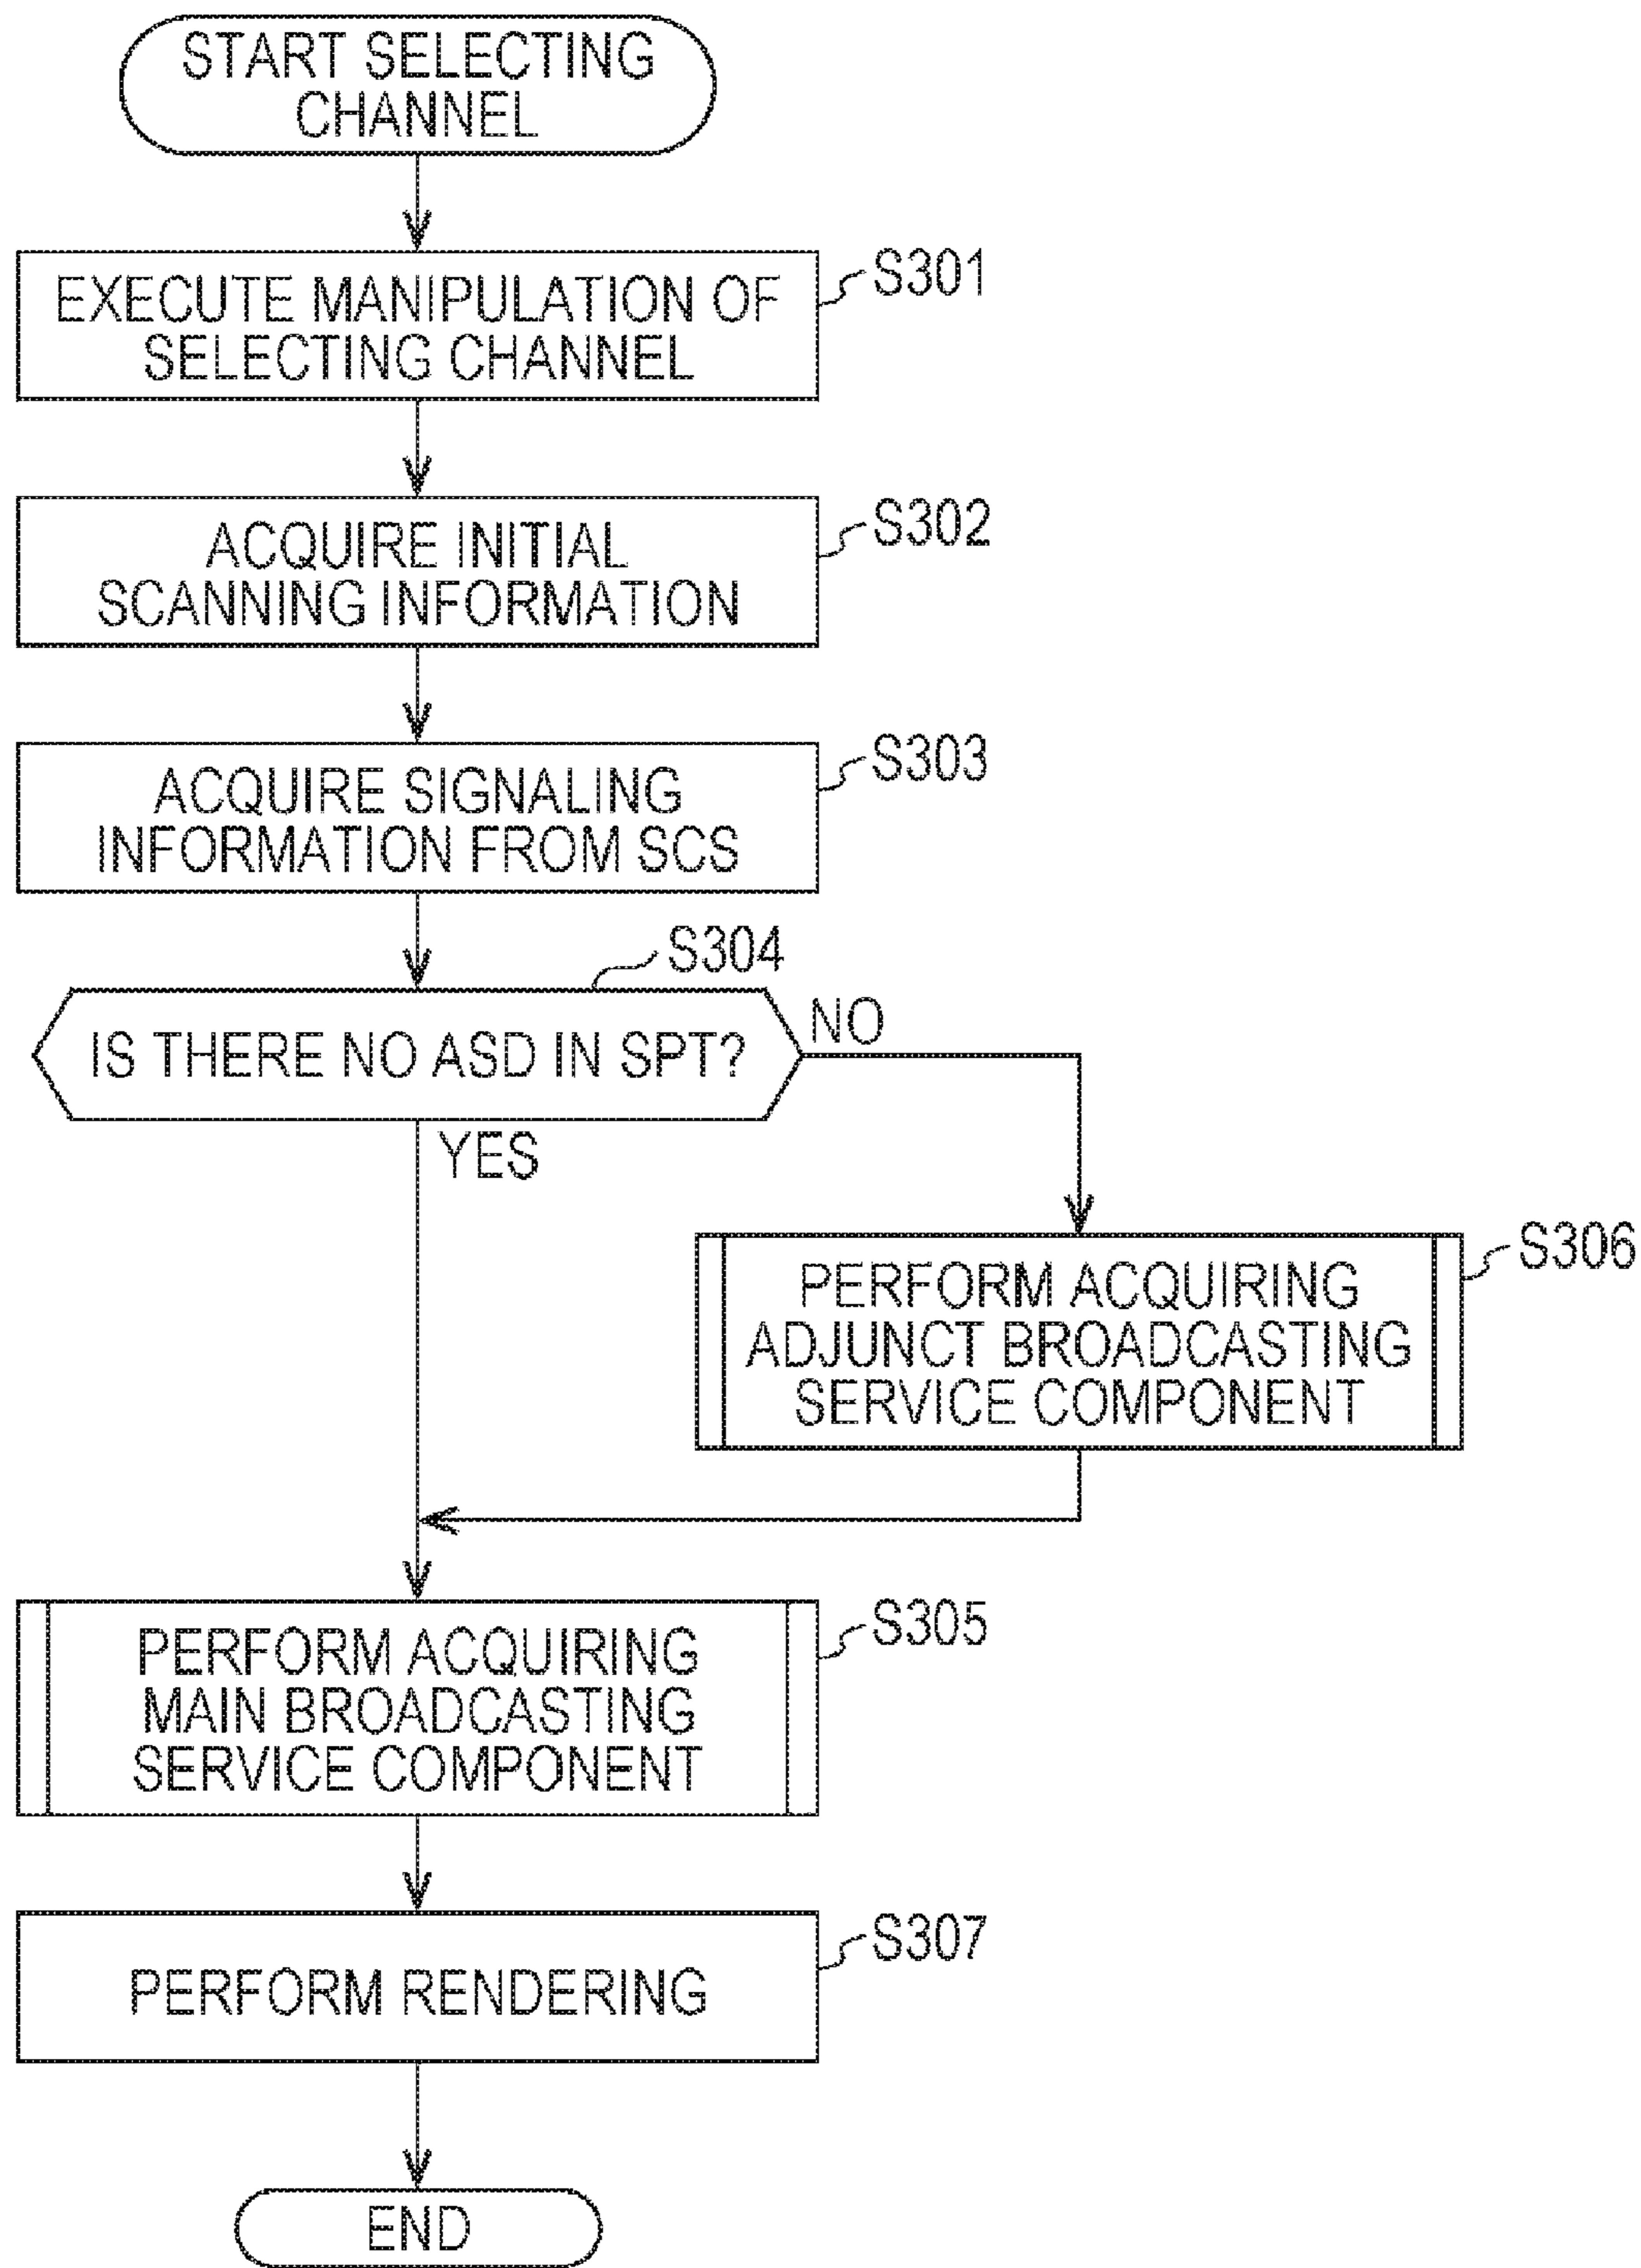 START SELECTING
CHANNEL
EXECUTE MANIPULATION OF
SELECTING CHANNEL
S301
ACQUIRE INITIAL
SCANNING INFORMATION
S302
ACQUIRE SIGNALING
INFORMATION FROM SCS
S303
S304
IS THERE NO ASD IN SPT?
NO
YES
PERFORM ACQUIRING
ADJUNCT BROADCASTING
SERVICE COMPONENT
S306
PERFORM ACQUIRING
MAIN BROADCASTING
SERVICE COMPONENT
S305
PERFORM RENDERING
S307
END